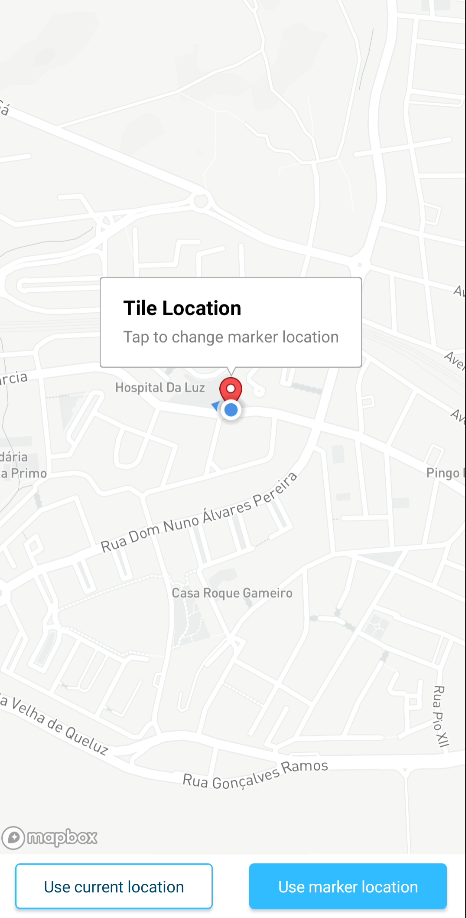 Tile Location
Tap to change marker location
Av
arcia
Hospital Da Luz
Aven
Av
dária
a Primo
Pingo D
Rua Dom Nuno Álvares Pereira
Casa Roque Gameiro
Rua Pio XII
a Velha de Queluz
Rua Gonçalves Ramos
mapbox
Use current location
Use marker location